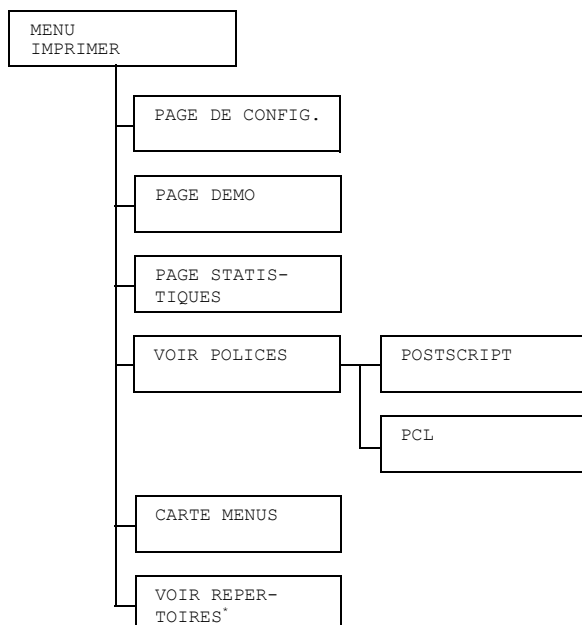 MENU
IMPRIMER
PAGE DE CONFIG.
PAGE DEMO
PAGE STATIS-
TIQUES
VOIR POLICES
POSTSCRIPT
PCL
CARTE MENUS
VOIR REPER-
TOIRES*